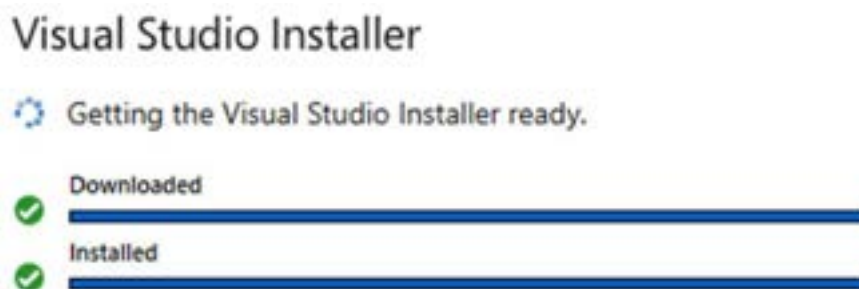 Visual Studio Installer
Getting the Visual Studio Installer ready.
Downloaded
Installed